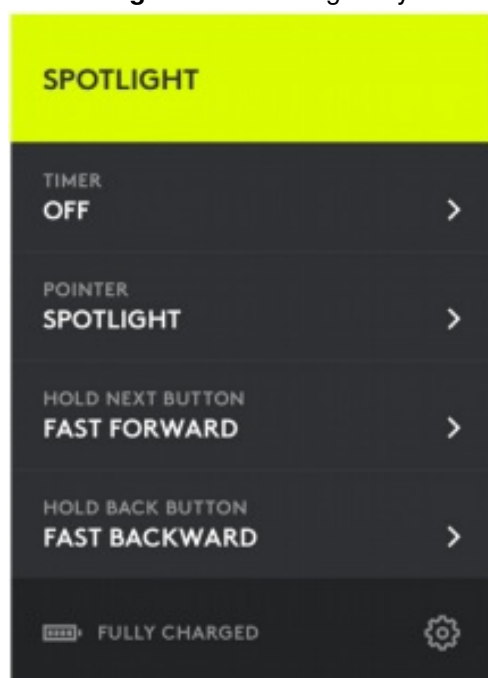 SPOTLIGHT
TIMER
OFF
POINTER
SPOTLIGHT
HOLD NEXT BUTTON
FAST FORWARD
HOLD BACK BUTTON
FAST BACKWARD
FULLY CHARGED